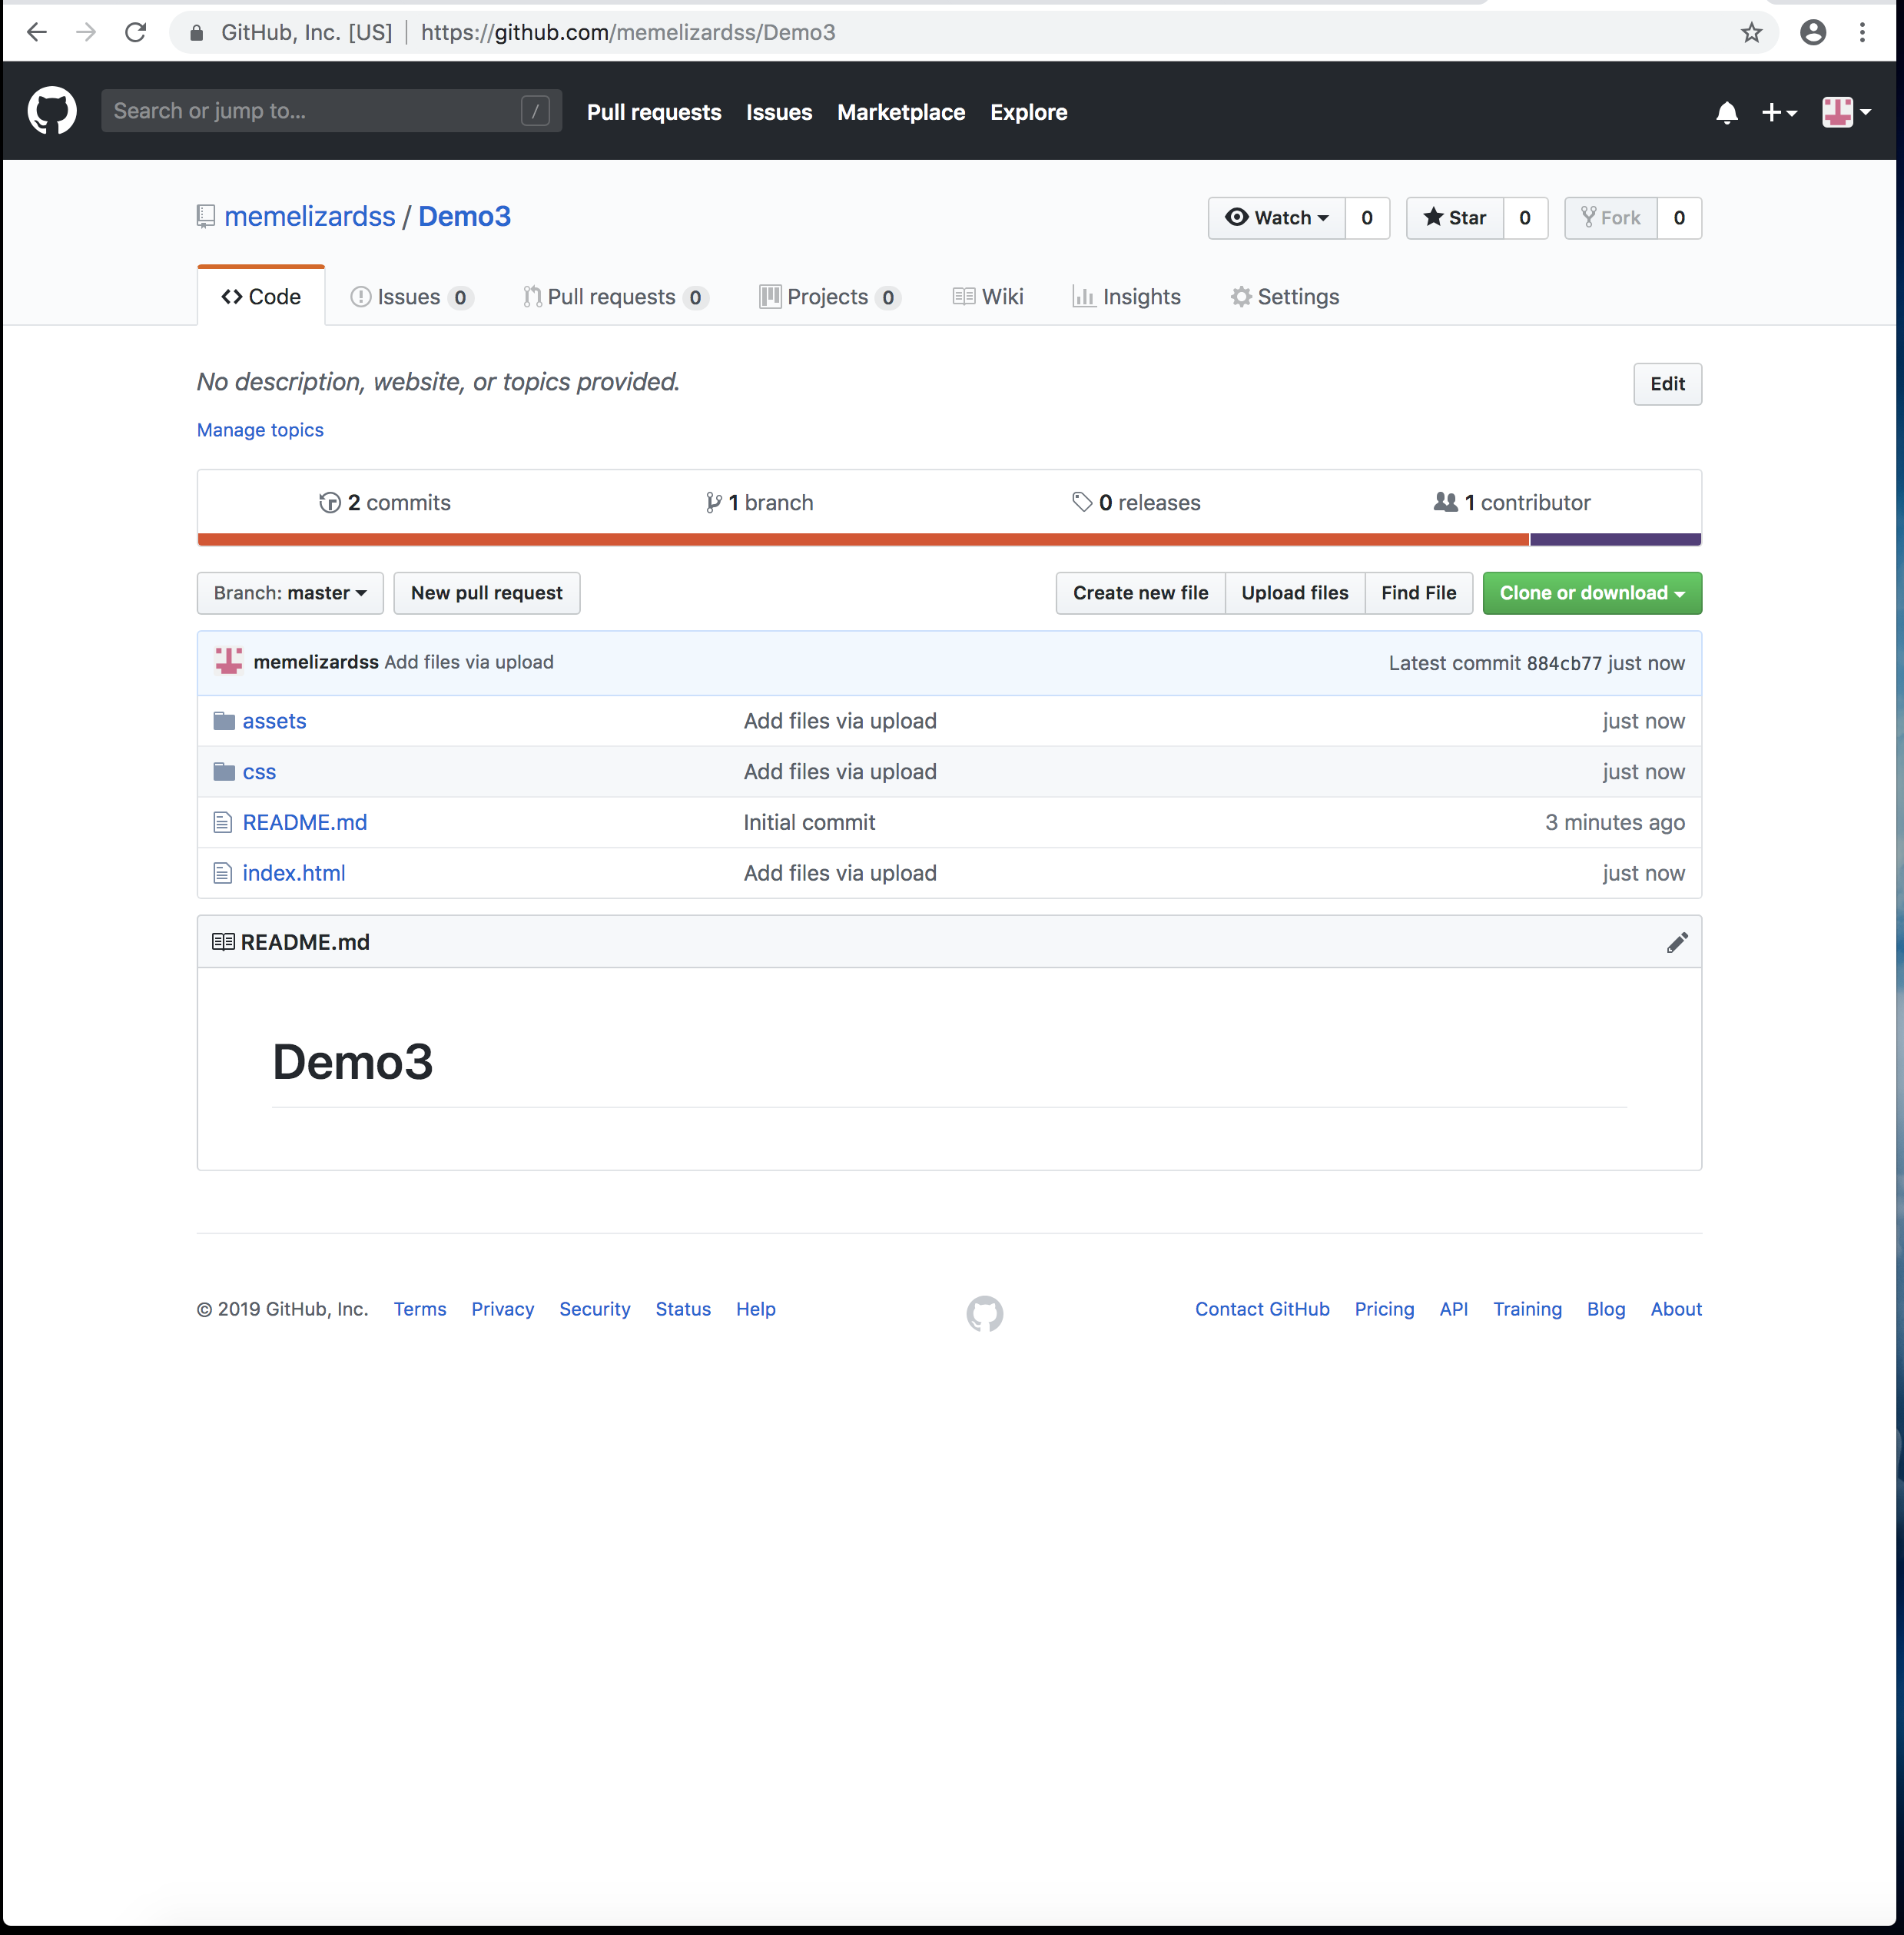 GitHub, Inc. [US] | https://github.com/memelizardss/Demo3
Search or jump to... / Pull requests Issues Marketplace Explore
memelizardss / Demo3 Watch 0 Star 0 Fork 0
Code Issues 0 Pull requests 0 Projects 0 Wiki Insights Settings
No description, website, or topics provided. Edit
Manage topics
2 commits 1 branch 0 releases 1 contributor
Branch: master New pull request Create new file Upload files Find File Clone or download
memelizardss Add files via upload Latest commit 884cb77 just now
assets Add files via upload just now
css Add files via upload just now
README.md Initial commit 3 minutes ago
index.html Add files via upload just now
README.md
Demo3
© 2019 GitHub, Inc. Terms Privacy Security Status Help Contact GitHub Pricing API Training Blog About